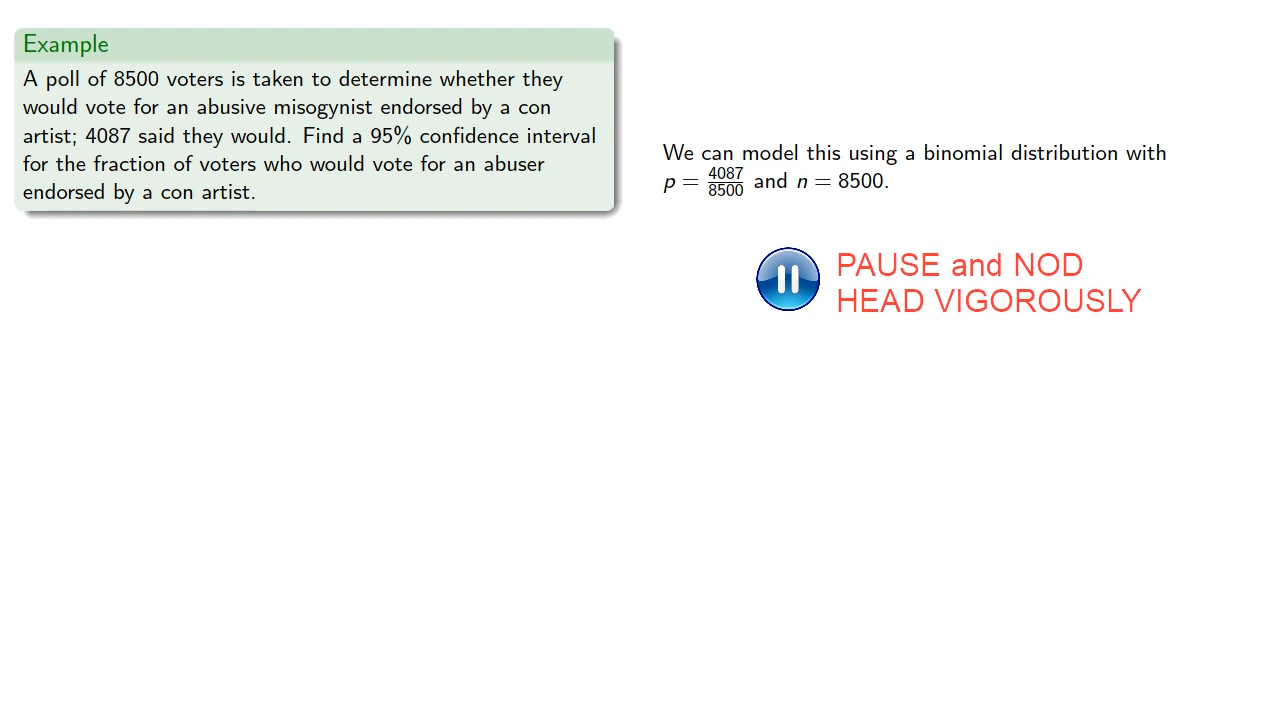 Example
A poll of 8500 voters is taken to determine whether they
would vote for an abusive misogynist endorsed by a con
artist; 4087 said they would. Find a 95% confidence interval
for the fraction of voters who would vote for an abuser
endorsed by a con artist.
We can model this using a binomial distribution with
p = 4087/8500 and n = 8500.
PAUSE and NOD
HEAD VIGOROUSLY